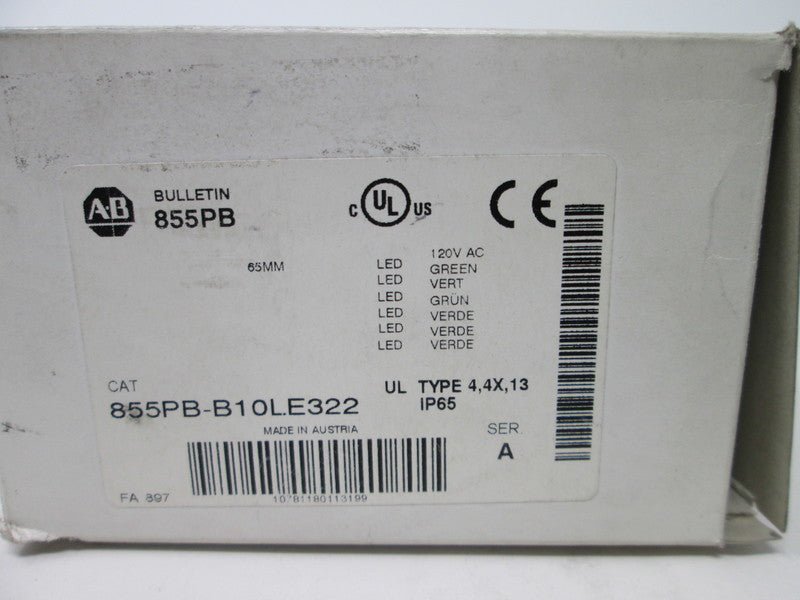 A-B
BULLETIN
855PB
C UL US
CE
120V AC
65MM
LED GREEN
LED VERT
LED GRÜN
LED VERDE
LED VERDE
LED VERDE
CAT
855PB-B10LE322
UL TYPE 4,4X,13
IP65
MADE IN AUSTRIA
SER.
A
FA 897
10781180113199